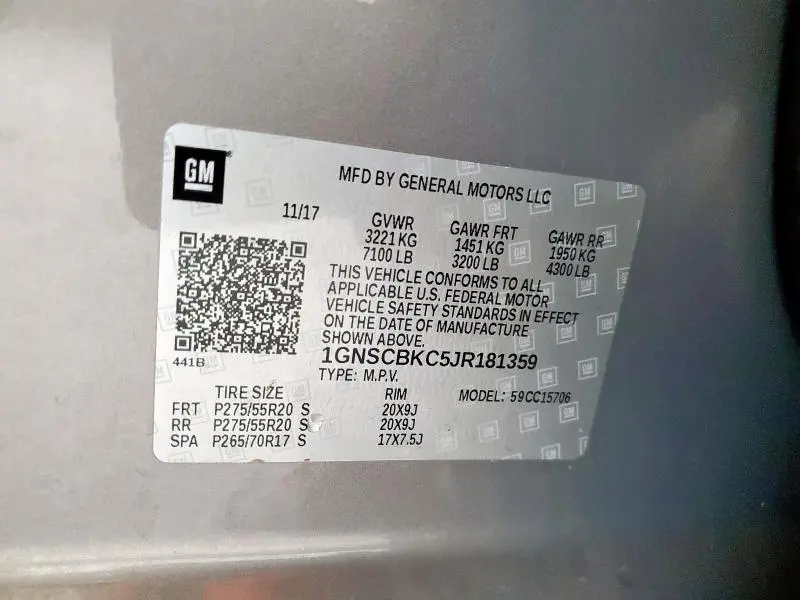 GM
MFD BY GENERAL MOTORS LLC
11/17
GVWR GAWR FRT GAWR RR
3221 KG 1451 KG 1950 KG
7100 LB 3200 LB 4300 LB
THIS VEHICLE CONFORMS TO ALL
APPLICABLE U.S. FEDERAL MOTOR
VEHICLE SAFETY STANDARDS IN EFFECT
ON THE DATE OF MANUFACTURE
SHOWN ABOVE.
441B
1GNSCBKC5JR181359
TYPE: M.P.V.
TIRE SIZE RIM MODEL: 59CC15706
FRT P275/55R20 S 20X9J
RR P275/55R20 S 20X9J
SPA P265/70R17 S 17X7.5J